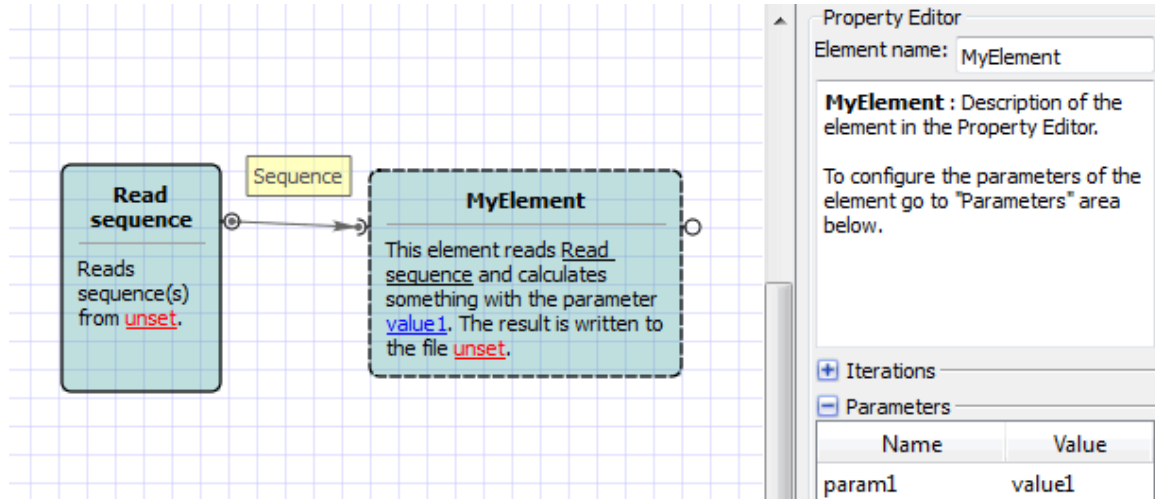 Read
sequence
Reads
sequence(s)
from unset.
Sequence
MyElement
This element reads Read
sequence and calculates
something with the parameter
value1. The result is written to
the file unset.
Property Editor
Element name: MyElement
MyElement : Description of the
element in the Property Editor.
To configure the parameters of the
element go to "Parameters" area
below.
Iterations
Parameters
Name Value
param1 value1